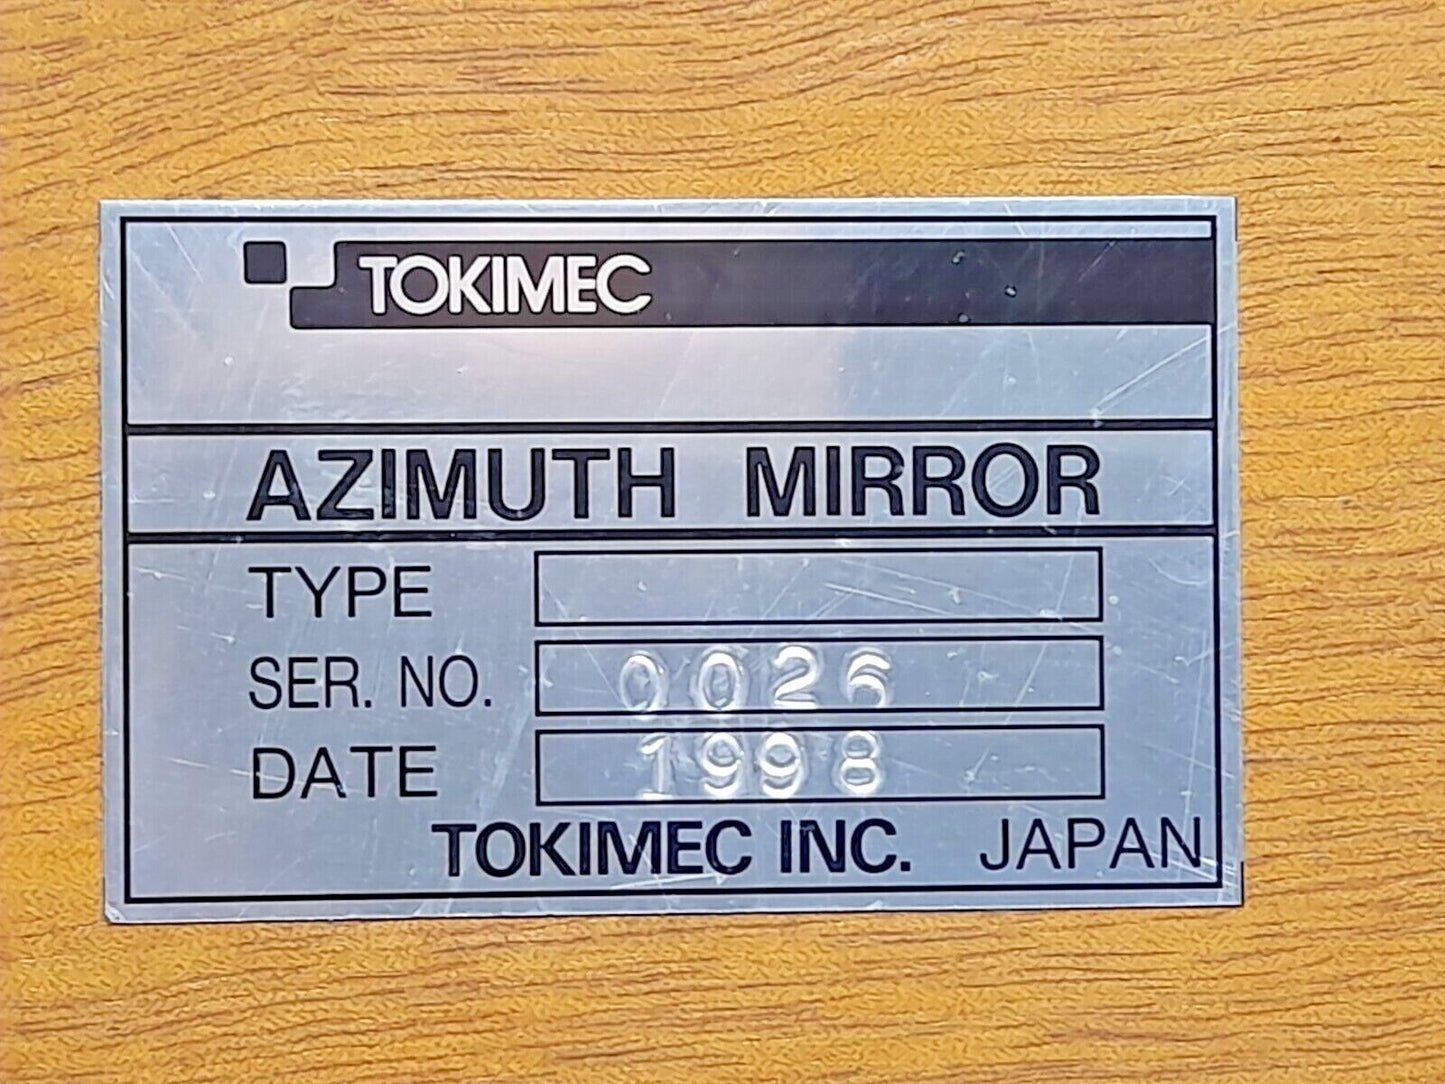 TOKIMEC
AZIMUTH MIRROR
TYPE
SER. NO. 0026
DATE 1998
TOKIMEC INC. JAPAN